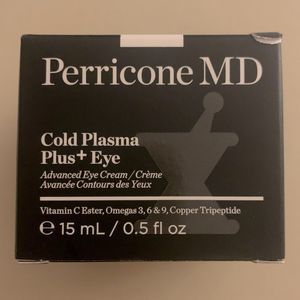 Perricone MD
Cold Plasma
Plus+ Eye
Advanced Eye Cream / Crème
Avancée Contours des Yeux
Vitamin C Ester, Omegas 3, 6 & 9, Copper Tripeptide
℮ 15 mL / 0.5 fl oz